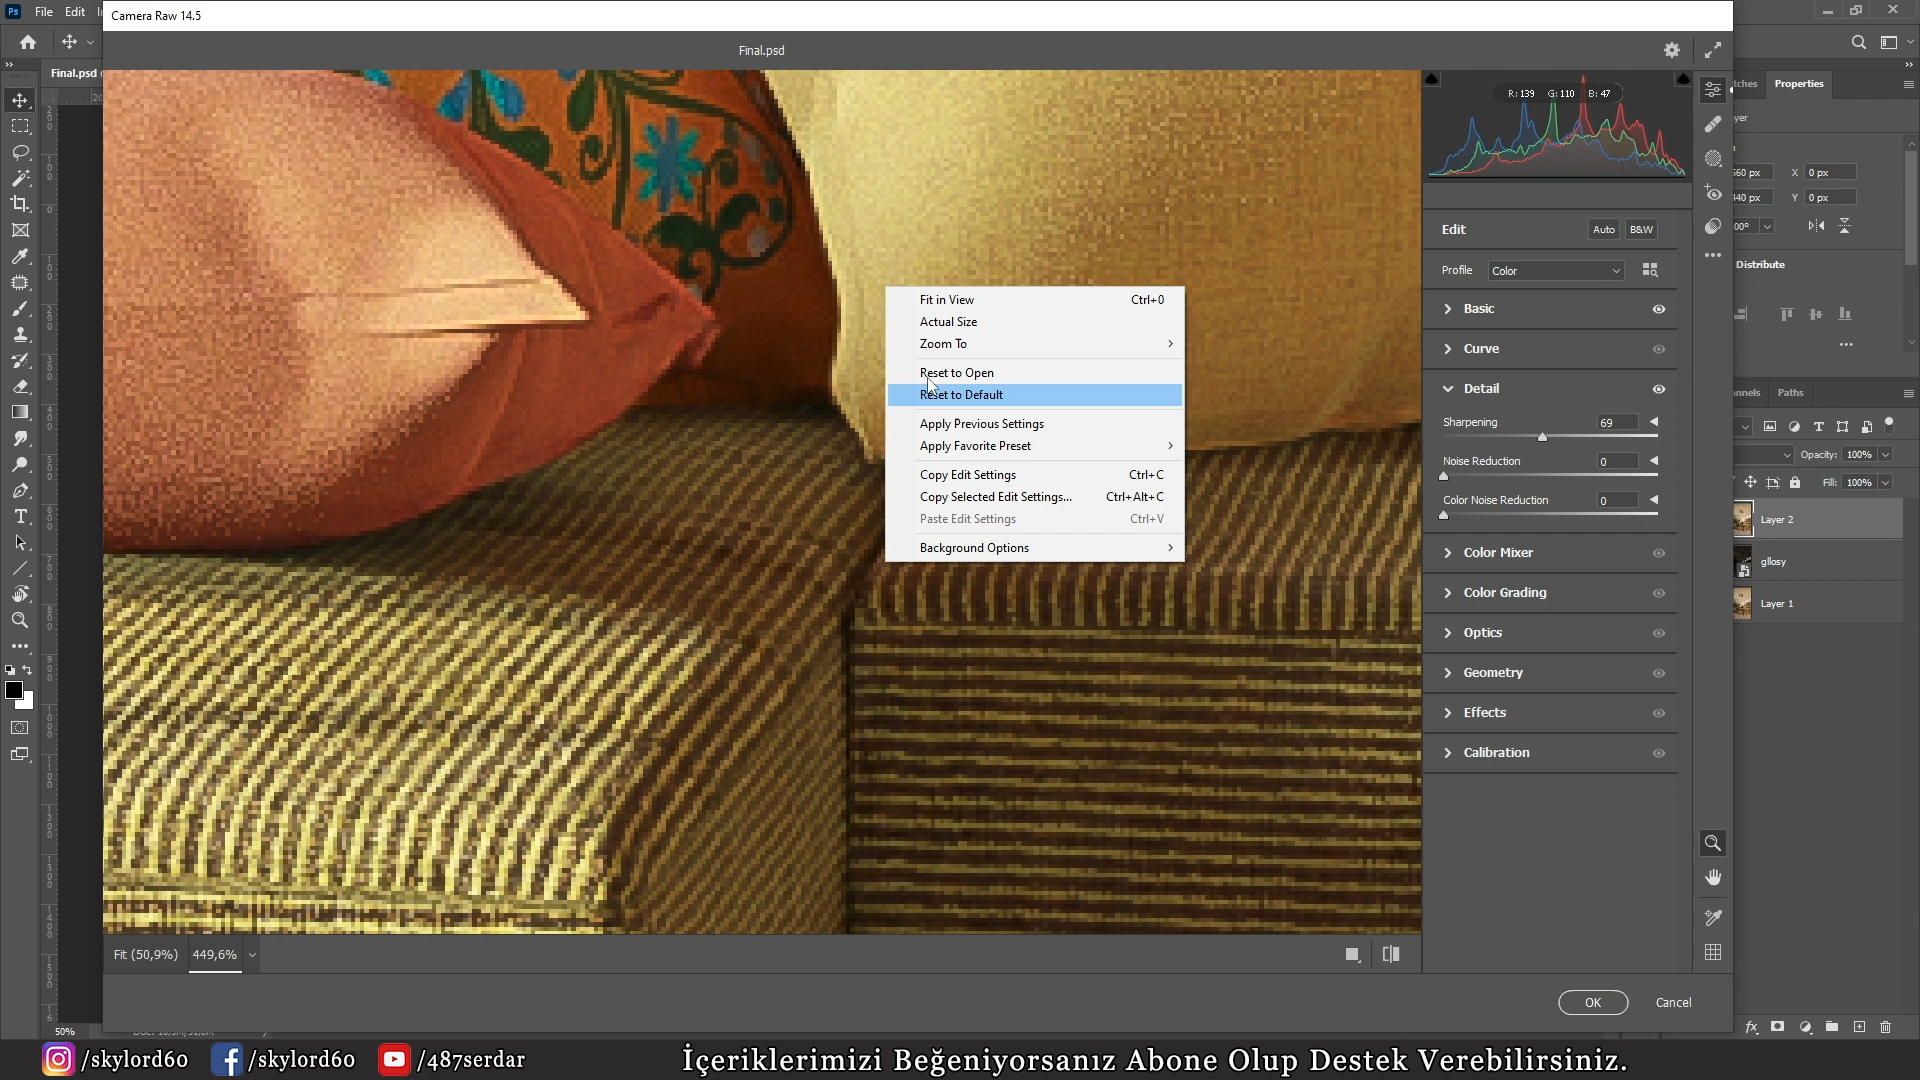 Ps File Edit
Camera Raw 14.5
Final.psd
Final.psd
R: 139 G: 110 B: 47
Properties
Edit
Auto
B&W
Profile
Color
Basic
Curve
Detail
Sharpening
69
Noise Reduction
0
Color Noise Reduction
0
Color Mixer
Color Grading
Optics
Geometry
Effects
Calibration
Fit in View Ctrl+0
Actual Size
Zoom To
Reset to Open
Reset to Default
Apply Previous Settings
Apply Favorite Preset
Copy Edit Settings Ctrl+C
Copy Selected Edit Settings... Ctrl+Alt+C
Paste Edit Settings Ctrl+V
Background Options
X 0 px
Y 0 px
Distribute
Paths
Opacity: 100%
Fill: 100%
Layer 2
gllosy
Layer 1
Fit (50,9%) 449,6%
OK
Cancel
50%
/skylord60 /skylord60 /487serdar
İçeriklerimizi Beğeniyorsanız Abone Olup Destek Verebilirsiniz.